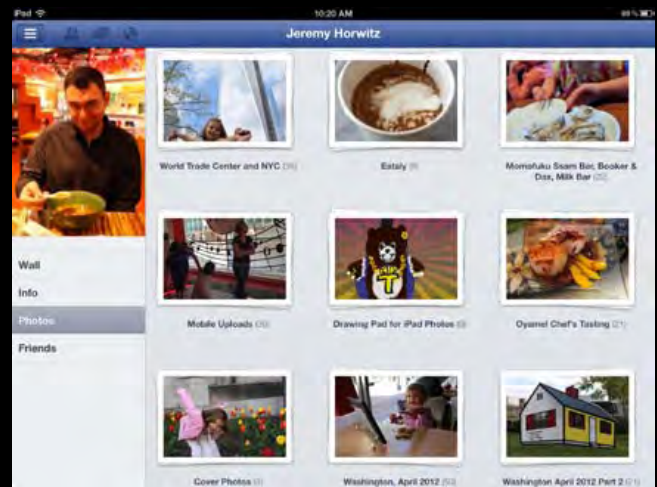 iPad
10:20 AM
Jeremy Horwitz
World Trade Center and NYC
Eataly
Momofuku Ssam Bar, Booker &
Dax, Milk Bar
Wall
Info
Photos
Friends
Mobile Uploads
Drawing Pad for iPad Photos
Oyamel Chef's Tasting (21)
T
Cover Photos
Washington, April 2012
Washington April 2012 Part 2